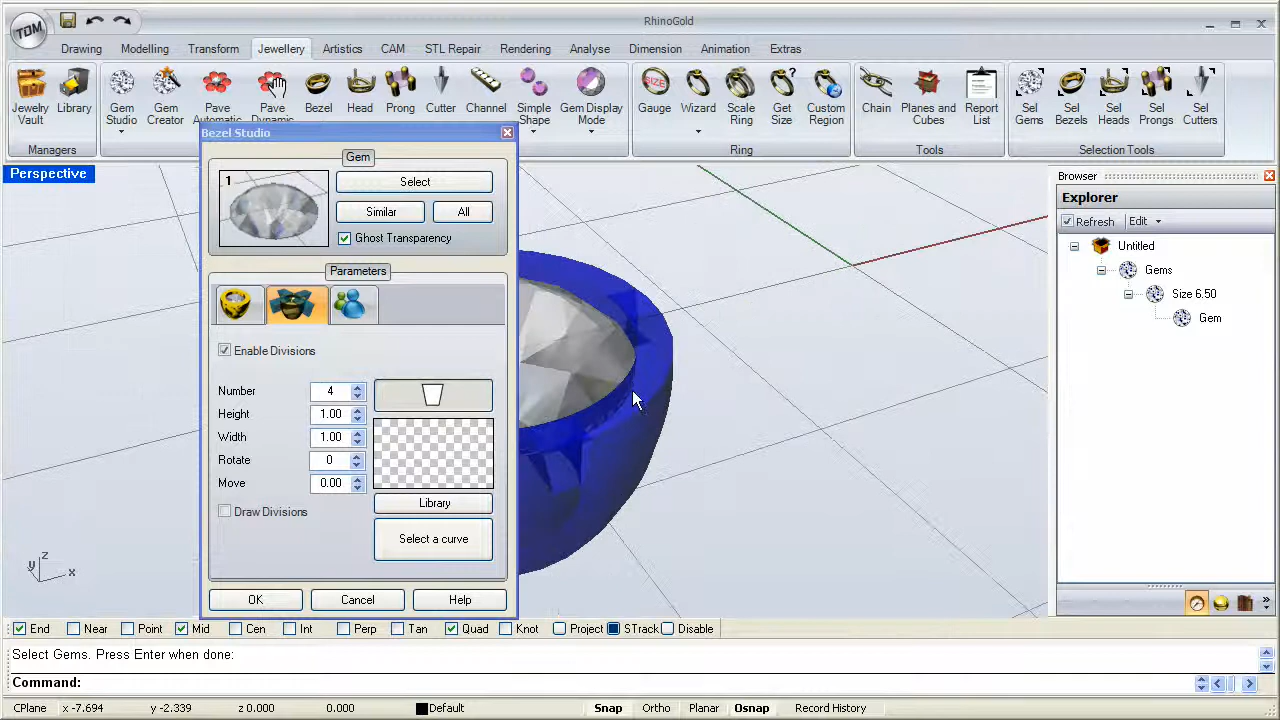 RhinoGold
TDM
Drawing Modelling Transform Jewellery Artistics CAM STL Repair Rendering Analyse Dimension Animation Extras
Jewelry Vault
Library
Gem Studio
Gem Creator
Pave Automatic
Pave Dynamic
Bezel
Head
Prong
Cutter
Channel
Simple Shape
Gem Display Mode
Gauge
Wizard
Scale Ring
Get Size
Custom Region
Chain
Planes and Cubes
Report List
Sel Gems
Sel Bezels
Sel Heads
Sel Prongs
Sel Cutters
SIZE
Managers
Ring
Tools
Selection Tools
Perspective
Bezel Studio
Gem
1
Select
Similar
All
Ghost Transparency
Parameters
Enable Divisions
Number 4
Height 1.00
Width 1.00
Rotate 0
Move 0.00
Draw Divisions
Library
Select a curve
OK
Cancel
Help
z
y
x
Browser
Explorer
Refresh
Edit
Untitled
Gems
Size 6.50
Gem
End Near Point Mid Cen Int Perp Tan Quad Knot Project STrack Disable
Select Gems. Press Enter when done:
Command:
CPlane x -7.694 y -2.339 z 0.000 0.000 Default Snap Ortho Planar Osnap Record History